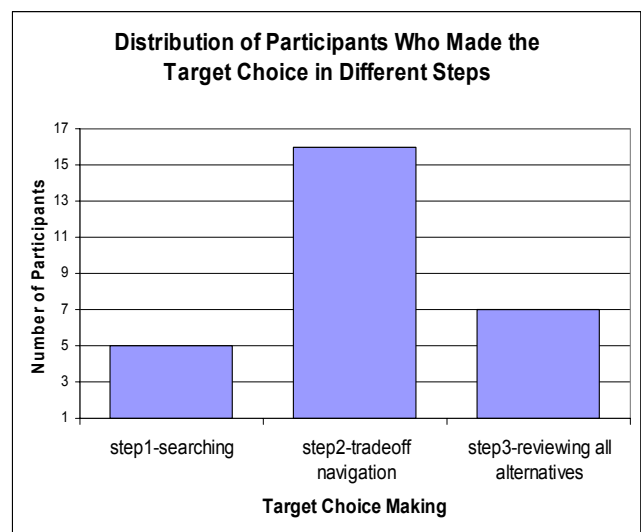 Distribution of Participants Who Made the
Target Choice in Different Steps
Number of Participants
17
15
13
11
9
7
5
3
1
step1-searching
step2-tradeoff
navigation
step3-reviewing all
alternatives
Target Choice Making